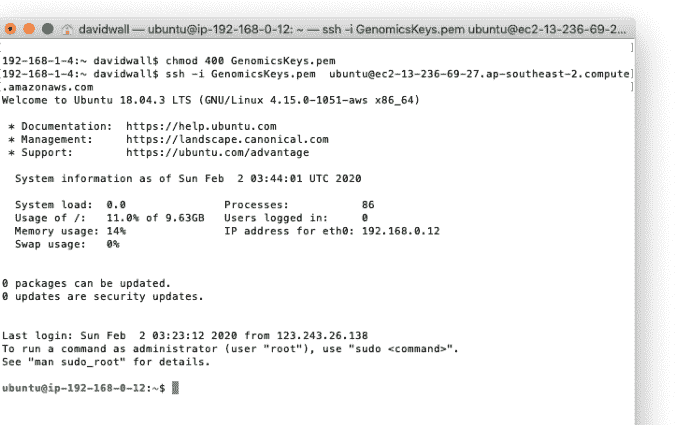 davidwall — ubuntu@ip-192-168-0-12: ~ — ssh -i GenomicsKeys.pem ubuntu@ec2-13-236-69-2...
[ ]
192-168-1-4:~ davidwall$ chmod 400 GenomicsKeys.pem
[192-168-1-4:~ davidwall$ ssh -i GenomicsKeys.pem  ubuntu@ec2-13-236-69-27.ap-southeast-2.compute]
[.amazonaws.com ]
Welcome to Ubuntu 18.04.3 LTS (GNU/Linux 4.15.0-1051-aws x86_64)

 * Documentation:  https://help.ubuntu.com
 * Management:     https://landscape.canonical.com
 * Support:        https://ubuntu.com/advantage

  System information as of Sun Feb  2 03:44:01 UTC 2020

  System load:  0.0               Processes:           86
  Usage of /:   11.0% of 9.63GB   Users logged in:     0
  Memory usage: 14%               IP address for eth0: 192.168.0.12
  Swap usage:   0%

0 packages can be updated.
0 updates are security updates.

Last login: Sun Feb  2 03:23:12 2020 from 123.243.26.138
To run a command as administrator (user "root"), use "sudo <command>".
See "man sudo_root" for details.

ubuntu@ip-192-168-0-12:~$